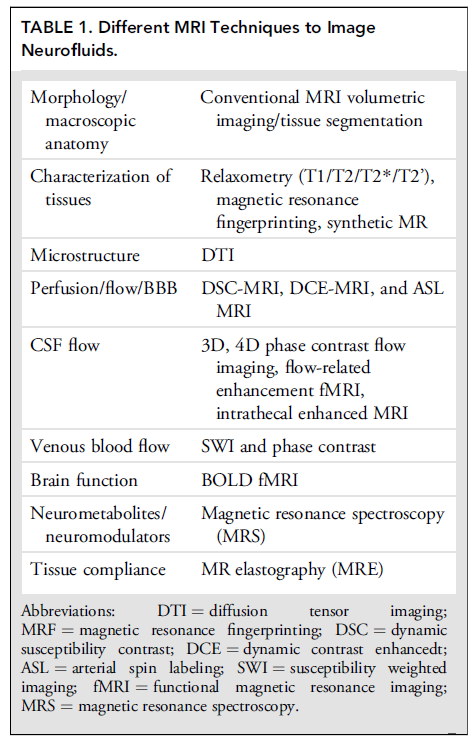 TABLE 1. Different MRI Techniques to Image
Neurofluids.
Morphology/
macroscopic
anatomy
Conventional MRI volumetric
imaging/tissue segmentation
Characterization of
tissues
Relaxometry (T1/T2/T2*/T2’),
magnetic resonance
fingerprinting, synthetic MR
Microstructure
DTI
Perfusion/flow/BBB
DSC-MRI, DCE-MRI, and ASL
MRI
CSF flow
3D, 4D phase contrast flow
imaging, flow-related
enhancement fMRI,
intrathecal enhanced MRI
Venous blood flow
SWI and phase contrast
Brain function
BOLD fMRI
Neurometabolites/
neuromodulators
Magnetic resonance spectroscopy
(MRS)
Tissue compliance
MR elastography (MRE)
Abbreviations: DTI = diffusion tensor imaging;
MRF = magnetic resonance fingerprinting; DSC = dynamic
susceptibility contrast; DCE = dynamic contrast enhancedt;
ASL = arterial spin labeling; SWI = susceptibility weighted
imaging; fMRI = functional magnetic resonance imaging;
MRS = magnetic resonance spectroscopy.